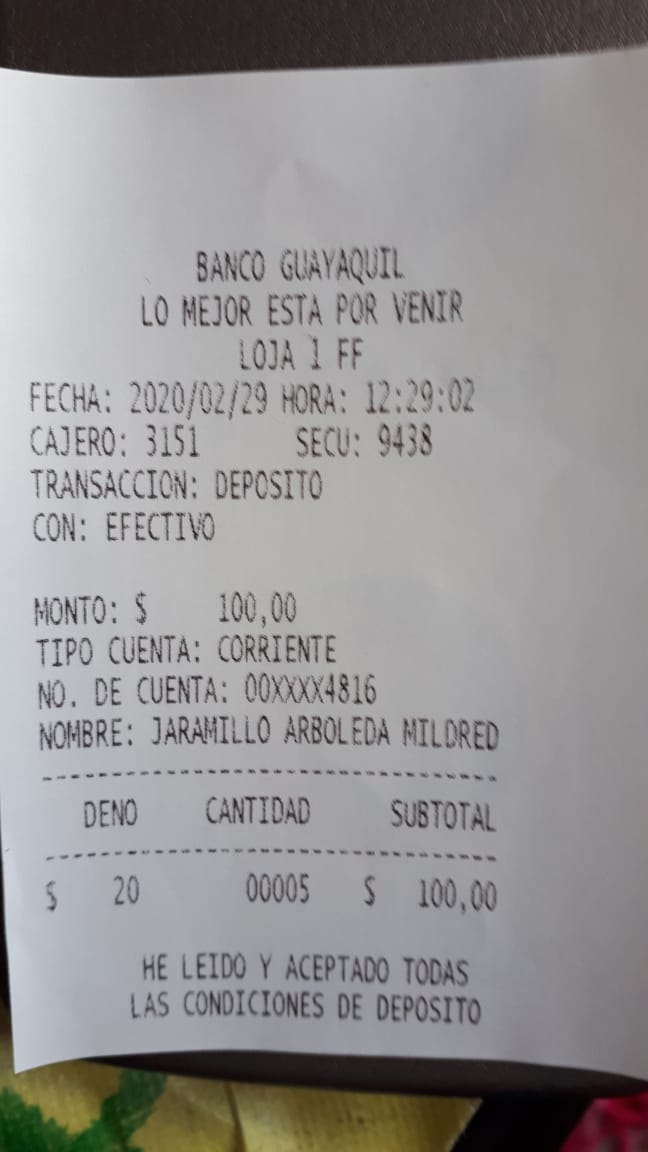 BANCO GUAYAQUIL
LO MEJOR ESTA POR VENIR
LOJA 1 FF
FECHA: 2020/02/29 HORA: 12:29:02
CAJERO: 3151 SECU: 9438
TRANSACCION: DEPOSITO
CON: EFECTIVO
MONTO: $ 100,00
TIPO CUENTA: CORRIENTE
NO. DE CUENTA: 00XXXX4816
NOMBRE: JARAMILLO ARBOLEDA MILDRED
--------------------------------
DENO CANTIDAD SUBTOTAL
--------------------------------
$ 20 00005 $ 100,00
HE LEIDO Y ACEPTADO TODAS
LAS CONDICIONES DE DEPOSITO